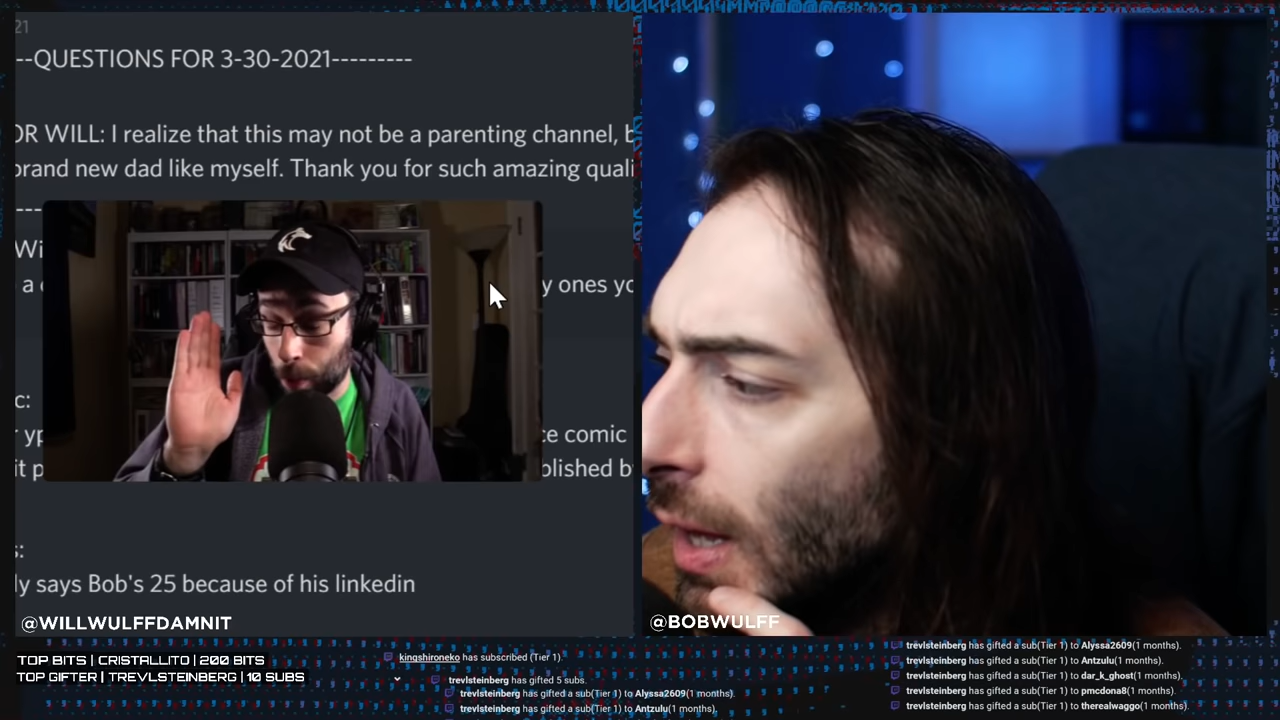 21
--QUESTIONS FOR 3-30-2021---------
OR WILL: I realize that this may not be a parenting channel, b
brand new dad like myself. Thank you for such amazing quali
---
Wi
a
y ones yo
c:
r yp
ce comic
it p
blished b
s:
ly says Bob's 25 because of his linkedin
@WILLWULFFDAMNIT
@BOBWULFF
TOP BITS | CRISTALLITO | 200 BITS
TOP GIFTER | TREVLSTEINBERG | 10 SUBS
kingshironeko has subscribed (Tier 1).
trevlsteinberg has gifted 5 subs.
trevlsteinberg has gifted a sub(Tier 1) to Alyssa2609(1 months).
trevlsteinberg has gifted a sub(Tier 1) to Antzulu(1 months).
trevlsteinberg has gifted a sub(Tier 1) to Alyssa2609(1 months).
trevlsteinberg has gifted a sub(Tier 1) to Antzulu(1 months).
trevlsteinberg has gifted a sub(Tier 1) to dar_k_ghost(1 months).
trevlsteinberg has gifted a sub(Tier 1) to pmcdona8(1 months).
trevlsteinberg has gifted a sub(Tier 1) to therealwaggo(1 months).